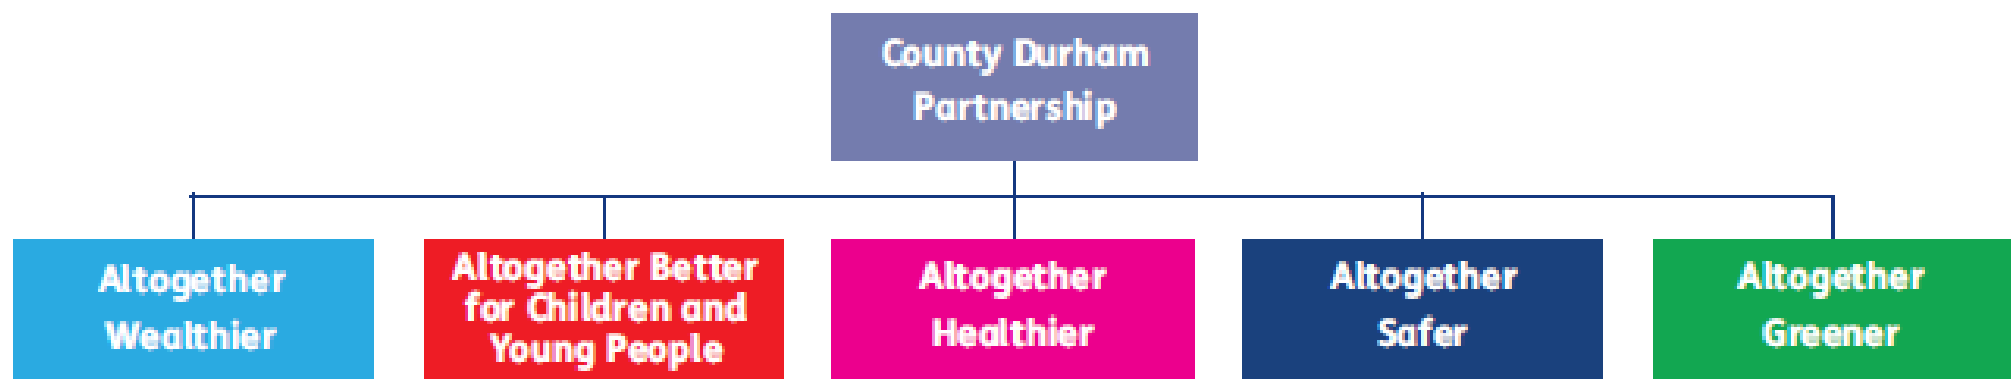 County Durham
Partnership
Altogether
Wealthier
Altogether Better
for Children and
Young People
Altogether
Healthier
Altogether
Safer
Altogether
Greener